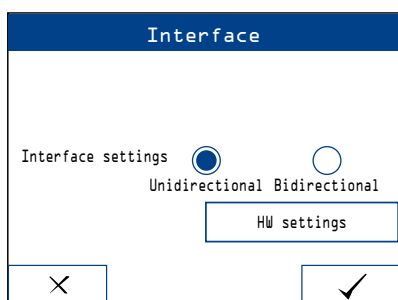 Interface
Interface settings
Unidirectional Bidirectional
HW settings